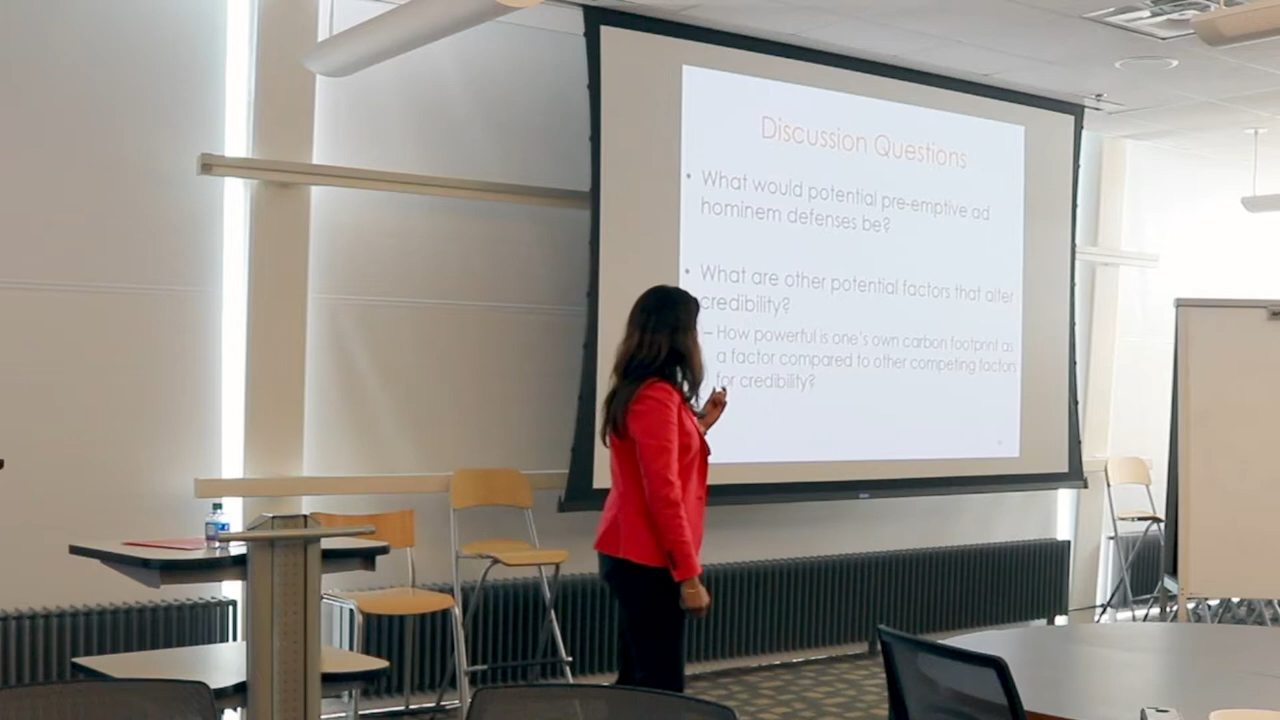 Discussion Questions
• What would potential pre-emptive ad
hominem defenses be?
• What are other potential factors that alter
credibility?
– How powerful is one's own carbon footprint as
a factor compared to other competing factors
for credibility?